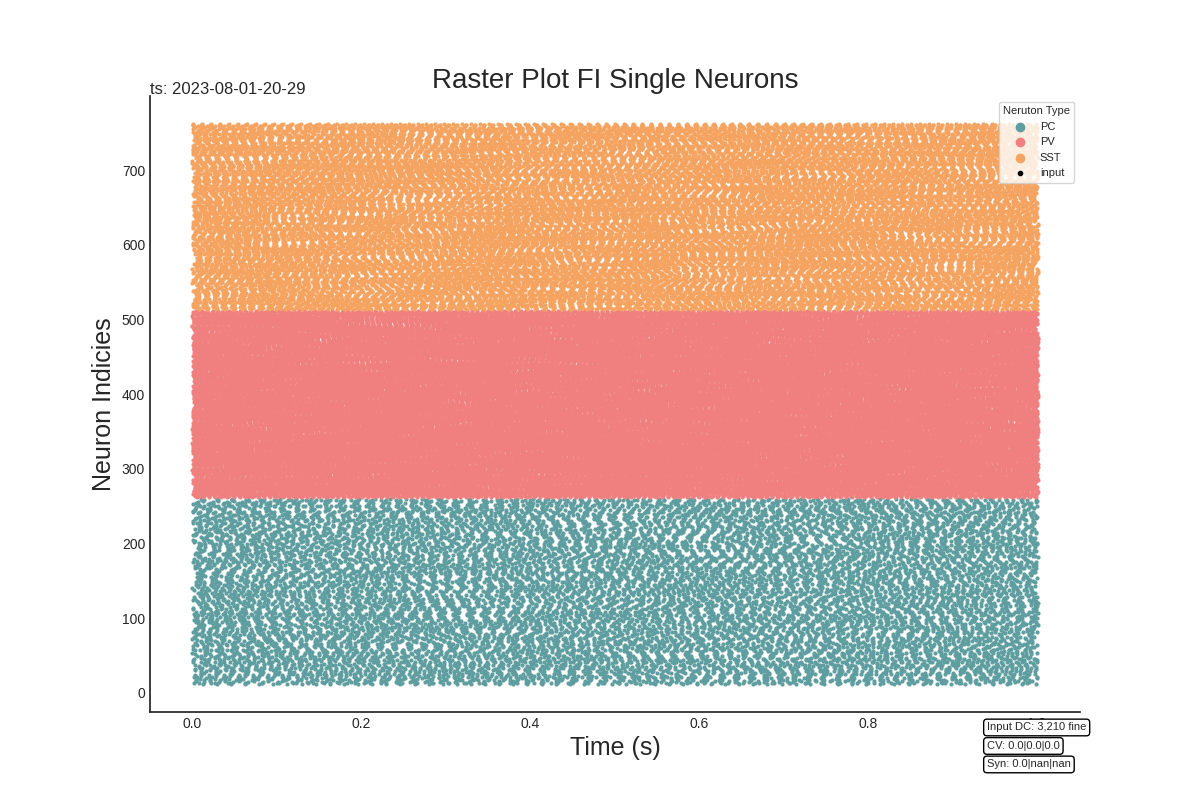 Raster Plot FI Single Neurons
ts: 2023-08-01-20-29
Neruton Type
PC
PV
SST
input
Neuron Indicies
700
600
500
400
300
200
100
0
0.0 0.2 0.4 0.6 0.8
Time (s)
Input DC: 3,210 fine
CV: 0.0|0.0|0.0
Syn: 0.0|nan|nan